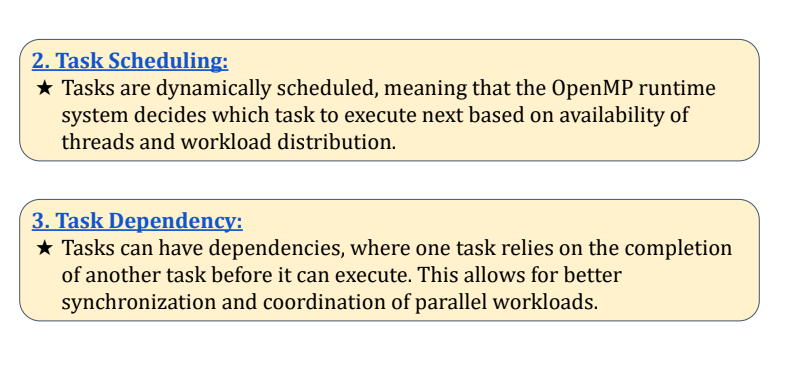 2. Task Scheduling:
★ Tasks are dynamically scheduled, meaning that the OpenMP runtime
system decides which task to execute next based on availability of
threads and workload distribution.
3. Task Dependency:
★ Tasks can have dependencies, where one task relies on the completion
of another task before it can execute. This allows for better
synchronization and coordination of parallel workloads.